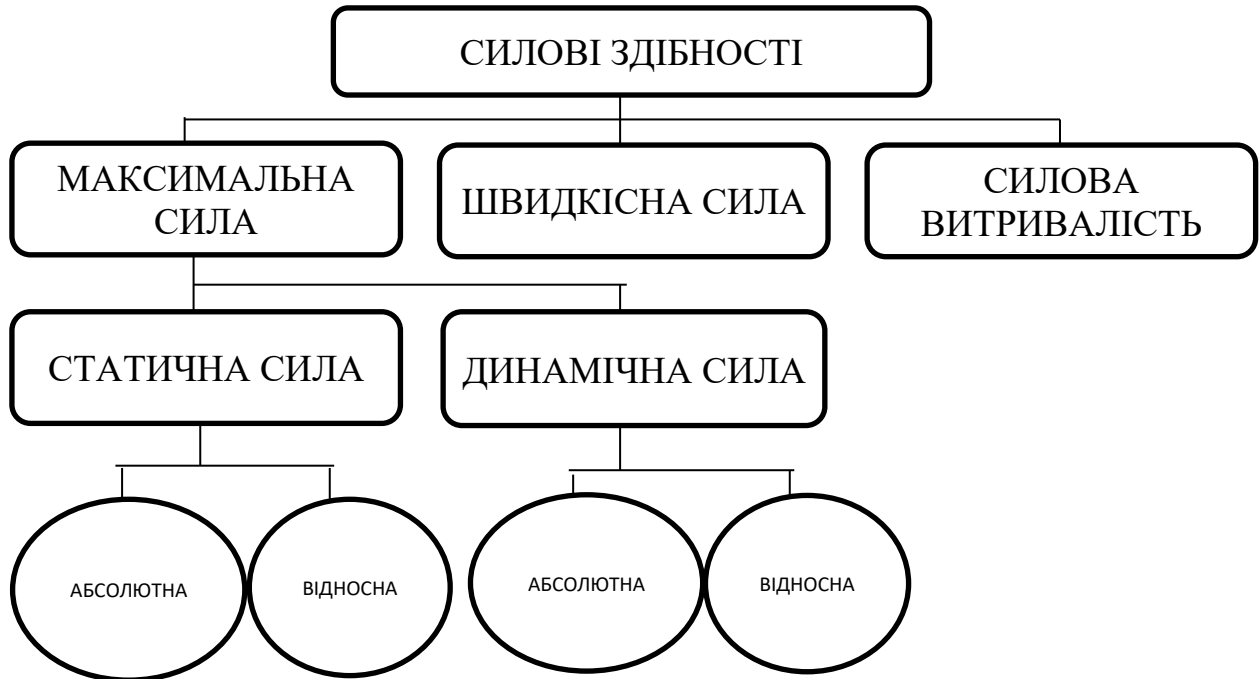 СИЛОВІ ЗДІБНОСТІ
МАКСИМАЛЬНА
СИЛА
ШВИДКІСНА СИЛА
СИЛОВА
ВИТРИВАЛІСТЬ
СТАТИЧНА СИЛА
ДИНАМІЧНА СИЛА
АБСОЛЮТНА
ВІДНОСНА
АБСОЛЮТНА
ВІДНОСНА